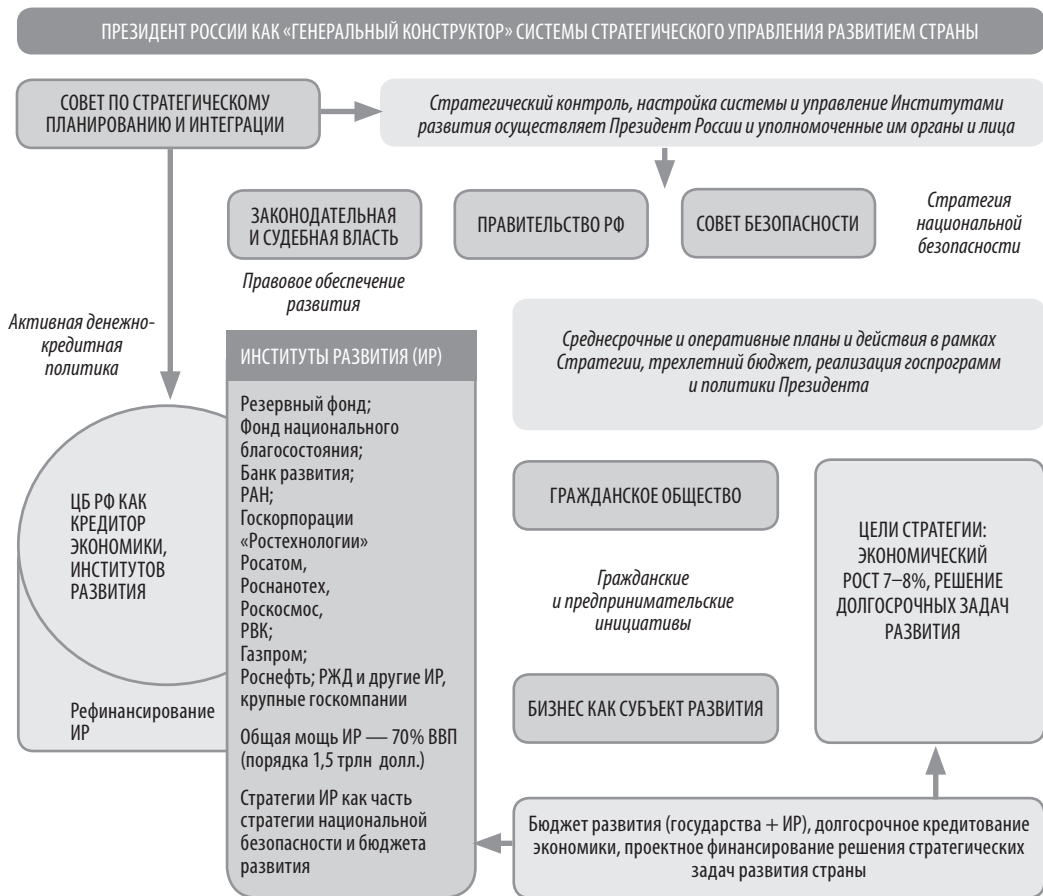 ПРЕЗИДЕНТ РОССИИ КАК «ГЕНЕРАЛЬНЫЙ КОНСТРУКТОР» СИСТЕМЫ СТРАТЕГИЧЕСКОГО УПРАВЛЕНИЯ РАЗВИТИЕМ СТРАНЫ
СОВЕТ ПО СТРАТЕГИЧЕСКОМУ
ПЛАНИРОВАНИЮ И ИНТЕГРАЦИИ
Стратегический контроль, настройка системы и управление Институтами
развития осуществляет Президент России и уполномоченные им органы и лица
ЗАКОНОДАТЕЛЬНАЯ
И СУДЕБНАЯ ВЛАСТЬ
ПРАВИТЕЛЬСТВО РФ
СОВЕТ БЕЗОПАСНОСТИ
Стратегия
национальной
безопасности
Правовое обеспечение
развития
Активная денежно-
кредитная
политика
Среднесрочные и оперативные планы и действия в рамках
Стратегии, трехлетний бюджет, реализация госпрограмм
и политики Президента
ИНСТИТУТЫ РАЗВИТИЯ (ИР)
Резервный фонд;
Фонд национального
благосостояния;
Банк развития;
РАН;
Госкорпорации
«Ростехнологии»
Росатом,
Роснанотех,
Роскосмос,
РВК;
Газпром;
Роснефть; РЖД и другие ИР,
крупные госкомпании
Общая мощь ИР — 70% ВВП
(порядка 1,5 трлн долл.)
Стратегии ИР как часть
стратегии национальной
безопасности и бюджета
развития
ЦБ РФ КАК
КРЕДИТОР
ЭКОНОМИКИ,
ИНСТИТУТОВ
РАЗВИТИЯ
Рефинансирование
ИР
ГРАЖДАНСКОЕ ОБЩЕСТВО
Гражданские
и предпринимательские
инициативы
БИЗНЕС КАК СУБЪЕКТ РАЗВИТИЯ
ЦЕЛИ СТРАТЕГИИ:
ЭКОНОМИЧЕСКИЙ
РОСТ 7–8%, РЕШЕНИЕ
ДОЛГОСРОЧНЫХ ЗАДАЧ
РАЗВИТИЯ
Бюджет развития (государства + ИР), долгосрочное кредитование
экономики, проектное финансирование решения стратегических
задач развития страны